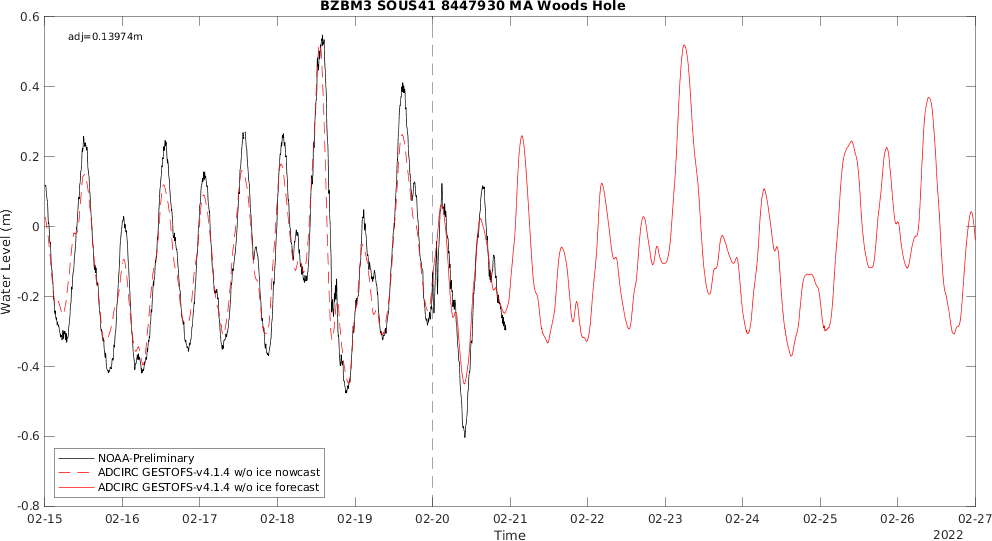 BZBM3 SOUS41 8447930 MA Woods Hole
adj=0.13974m
Water Level (m)
0.6
0.4
0.2
0
-0.2
-0.4
-0.6
-0.8
NOAA-Preliminary
ADCIRC GESTOFS-v4.1.4 w/o ice nowcast
ADCIRC GESTOFS-v4.1.4 w/o ice forecast
02-15 02-16 02-17 02-18 02-19 02-20 02-21 02-22 02-23 02-24 02-25 02-26 02-27
Time
2022